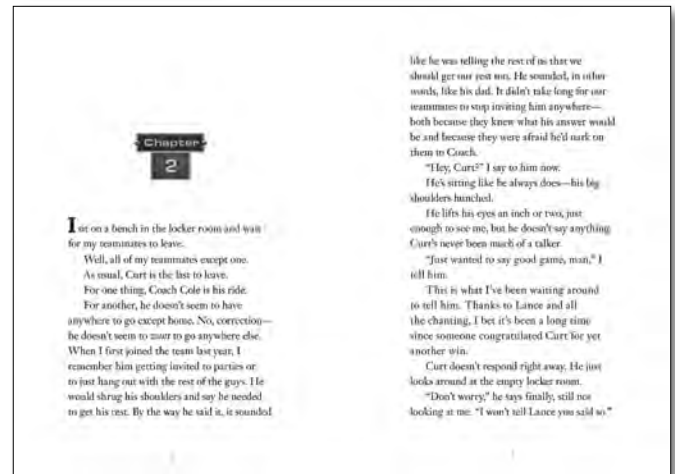 Chapter
2
I sit on a bench in the locker room and wait
for my teammates to leave.
Well, all of my teammates except one.
As usual, Curt is the last to leave.
For one thing, Coach Cole is his ride.
For another, he doesn't seem to have
anywhere to go except home. No, correction—
he doesn't seem to want to go anywhere else.
When I first joined the team last year, I
remember him getting invited to parties or
to just hang out with the rest of the guys. He
would shrug his shoulders and say he needed
to get his rest. By the way he said it, it sounded
like he was telling the rest of us that we
should get our rest too. He sounded, in other
words, like his dad. It didn't take long for our
teammates to stop inviting him anywhere—
both because they knew what his answer would
be and because they were afraid he'd nark on
them to Coach.
"Hey, Curt?" I say to him now.
He's sitting like he always does—his big
shoulders hunched.
He lifts his eyes an inch or two, just
enough to see me, but he doesn't say anything.
Curt's never been much of a talker.
"Just wanted to say good game, man," I
tell him.
This is what I've been waiting around
to tell him. Thanks to Lance and all
the chanting, I bet it's been a long time
since someone congratulated Curt for yet
another win.
Curt doesn't respond right away. He just
looks around at the empty locker room.
"Don't worry," he says finally, still not
looking at me. "I won't tell Lance you said so."